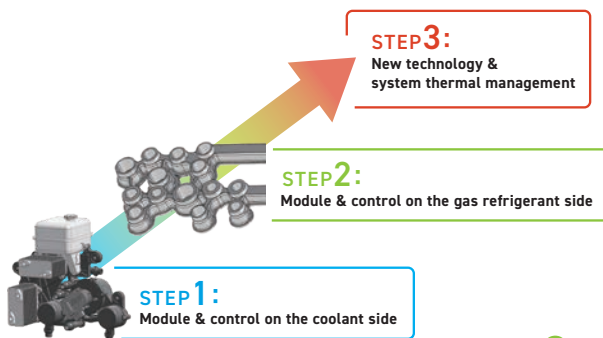 STEP3:
New technology &
system thermal management
STEP2:
Module & control on the gas refrigerant side
STEP1:
Module & control on the coolant side